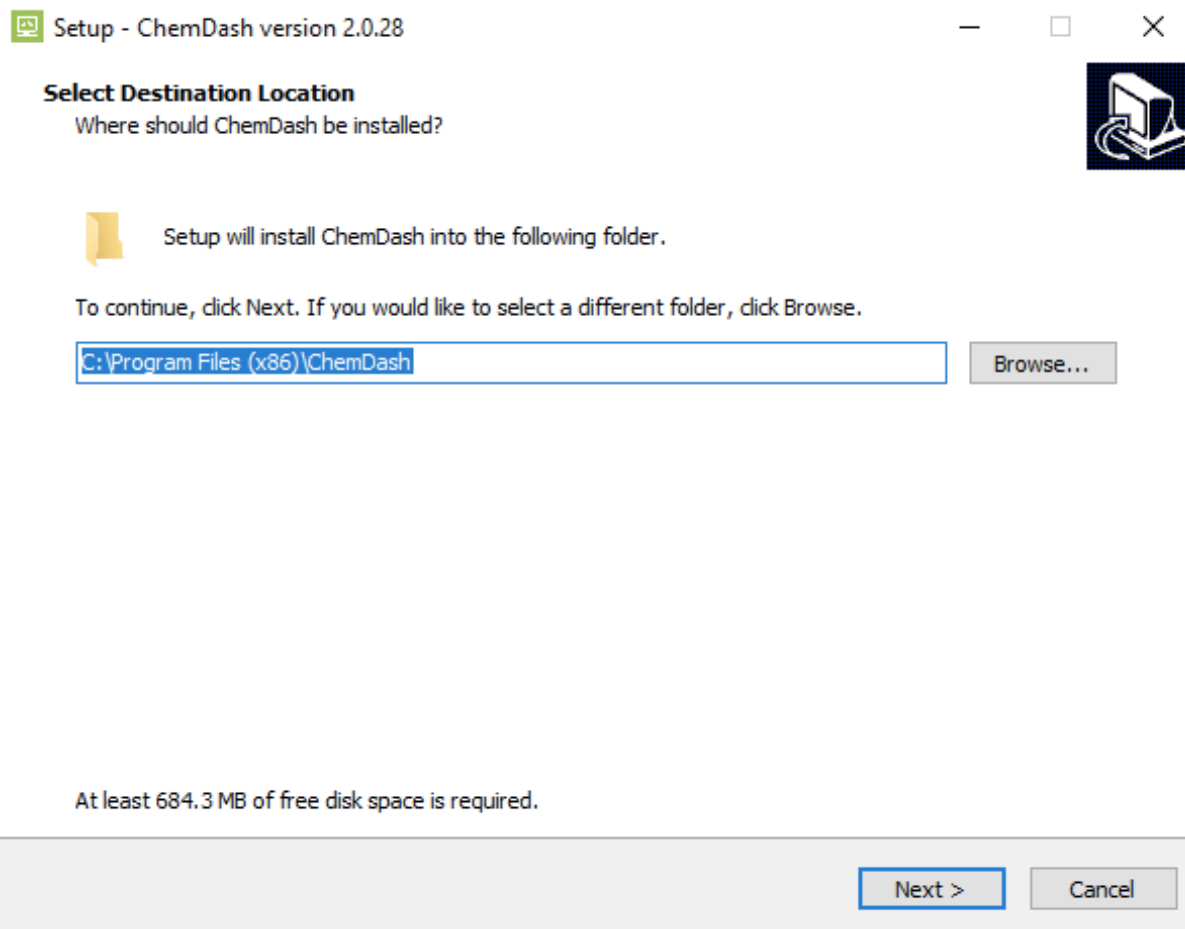 Setup - ChemDash version 2.0.28
Select Destination Location
Where should ChemDash be installed?
Setup will install ChemDash into the following folder.
To continue, click Next. If you would like to select a different folder, click Browse.
C:\Program Files (x86)\ChemDash
Browse...
At least 684.3 MB of free disk space is required.
Next >
Cancel